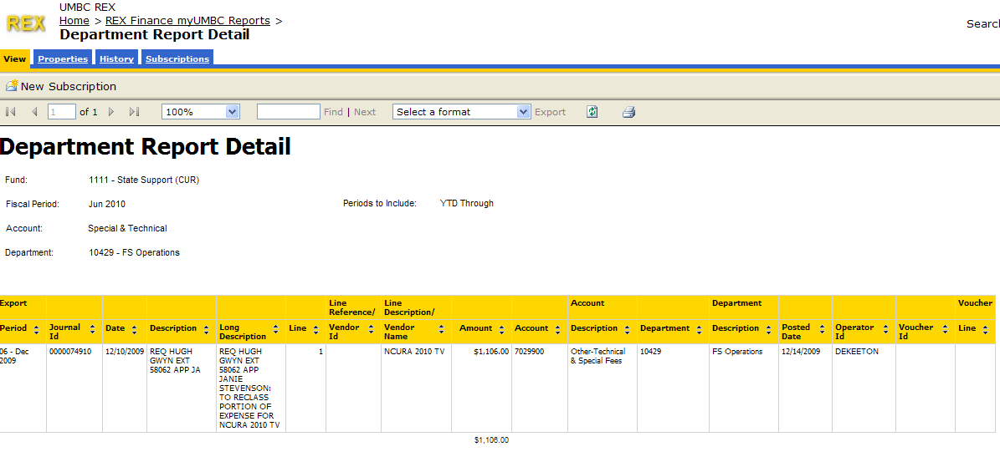 UMBC REX
REX
Home > REX Finance myUMBC Reports >
Department Report Detail
Searc
View Properties History Subscriptions
New Subscription
1 of 1 100% Find | Next Select a format Export
Department Report Detail
Fund: 1111 - State Support (CUR)
Fiscal Period: Jun 2010 Periods to Include: YTD Through
Account: Special & Technical
Department: 10429 - FS Operations
Export Line Reference/ Line Description/ Account Department Voucher
Period Journal Id Date Description Long Description Line Vendor Id Vendor Name Amount Account Description Department Description Posted Date Operator Id Voucher Id Line
06 - Dec 0000074910 12/10/2009 REQ HUGH REQ HUGH 1 NCURA 2010 TV $1,106.00 7029900 Other-Technical 10429 FS Operations 12/14/2009 DEKEETON
2009 GWYN EXT GWYN EXT & Special Fees
58062 APP JA 58062 APP
JANIE
STEVENSON:
TO RECLASS
PORTION OF
EXPENSE FOR
NCURA 2010 TV
$1,106.00